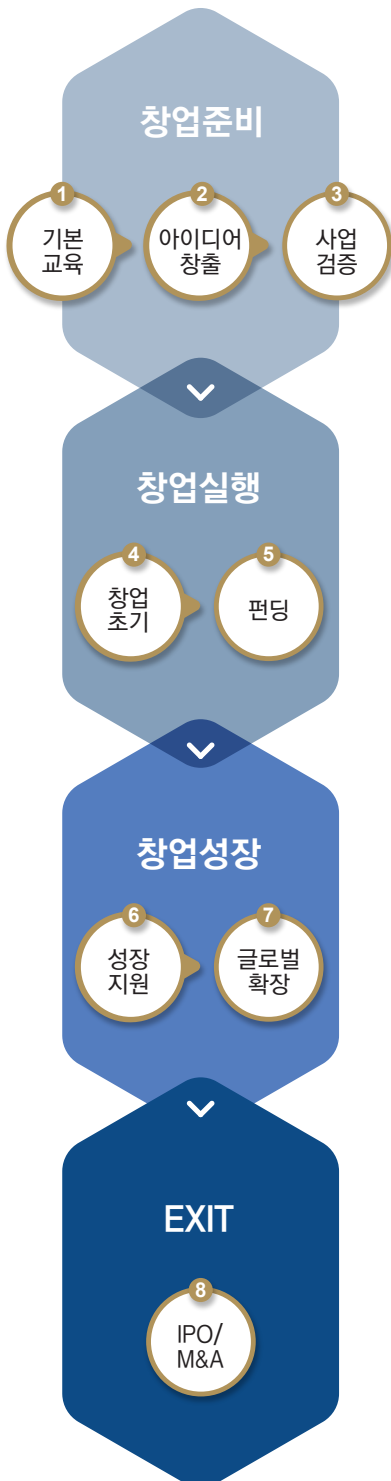 창업준비
1
기본
교육
2
아이디어
창출
3
사업
검증
창업실행
4
창업
초기
5
펀딩
창업성장
6
성장
지원
7
글로벌
확장
EXIT
8
IPO/
M&A